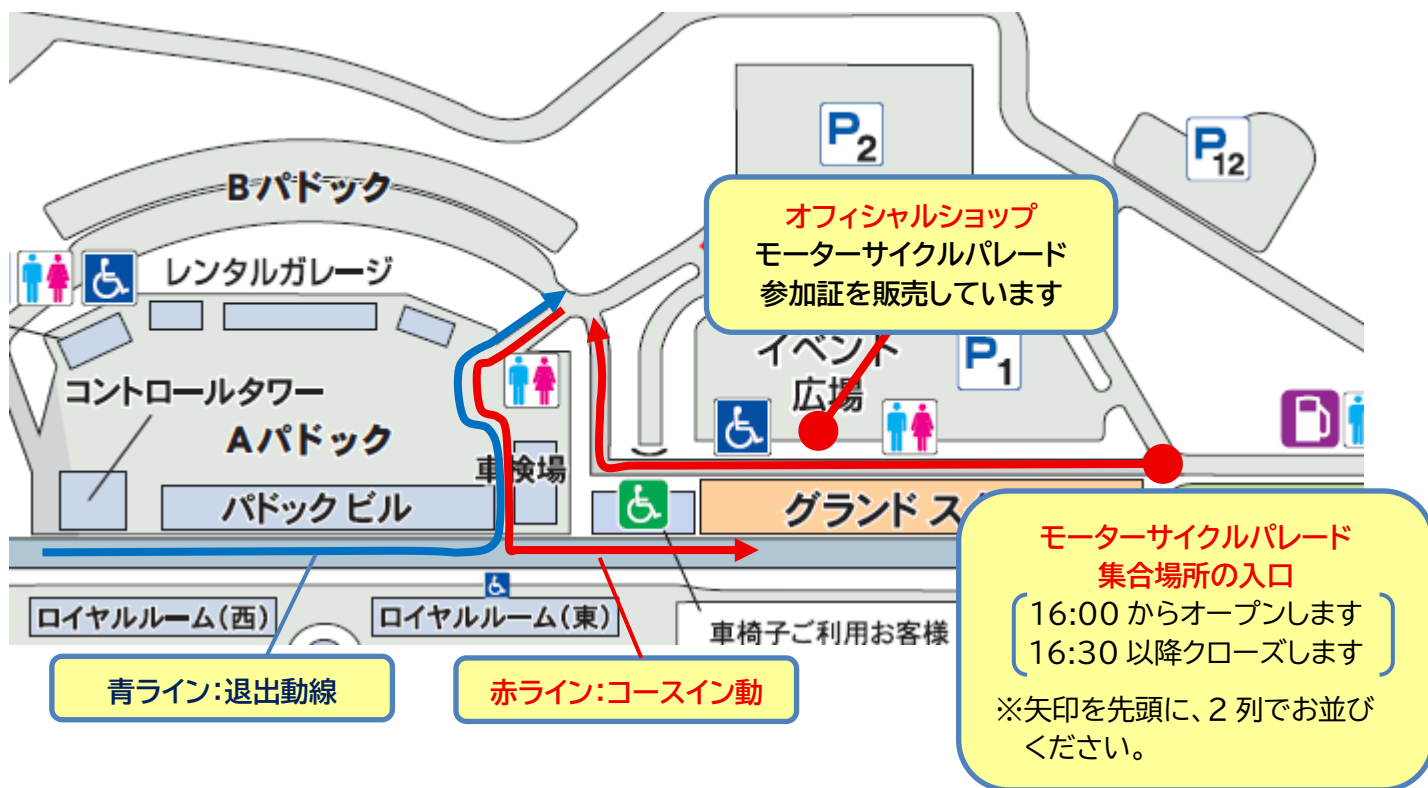 P2
P12
Bパドック
オフィシャルショップ
モーターサイクルパレード
参加証を販売しています
レンタルガレージ
イベント
広場
P1
コントロールタワー
Aパドック
車検場
パドック ビル
グランド ス
モーターサイクルパレード
集合場所の入口
16:00 からオープンします
16:30 以降クローズします
※矢印を先頭に、2 列でお並び
ください。
ロイヤルルーム(西)
ロイヤルルーム(東)
車椅子ご利用お客様
青ライン:退出動線
赤ライン:コースイン動